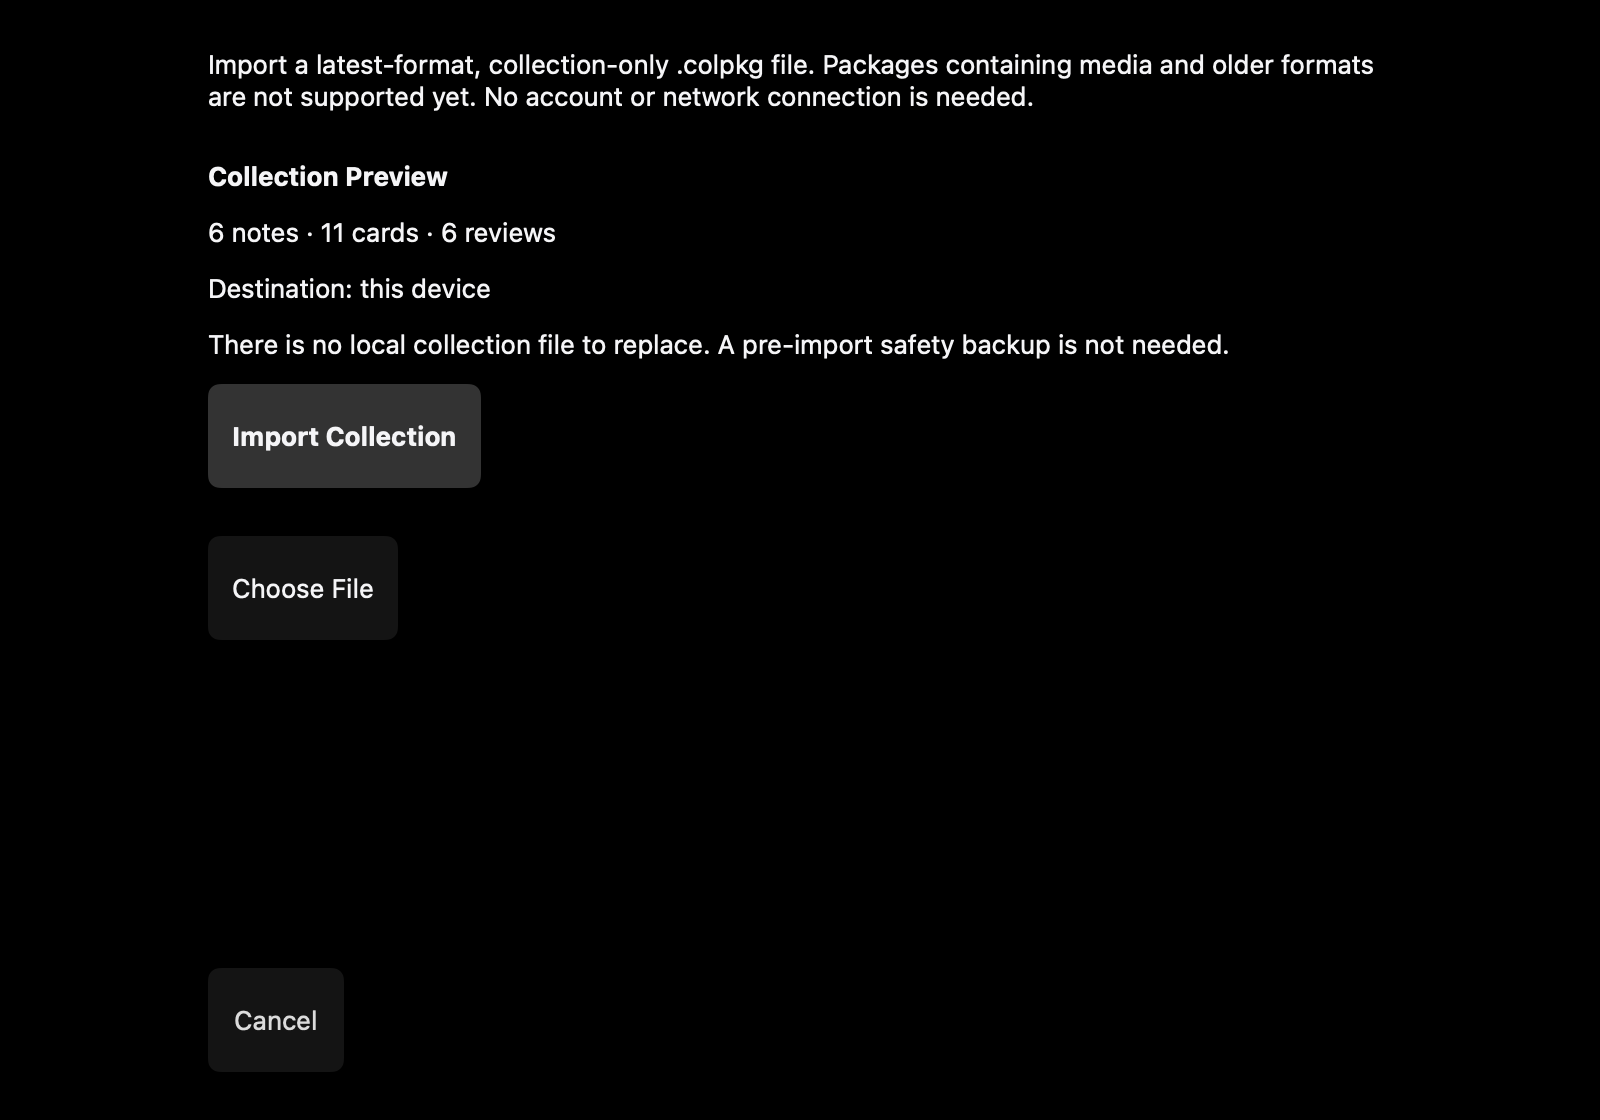 Import a latest-format, collection-only .colpkg file. Packages containing media and older formats
are not supported yet. No account or network connection is needed.
Collection Preview
6 notes · 11 cards · 6 reviews
Destination: this device
There is no local collection file to replace. A pre-import safety backup is not needed.
Import Collection
Choose File
Cancel